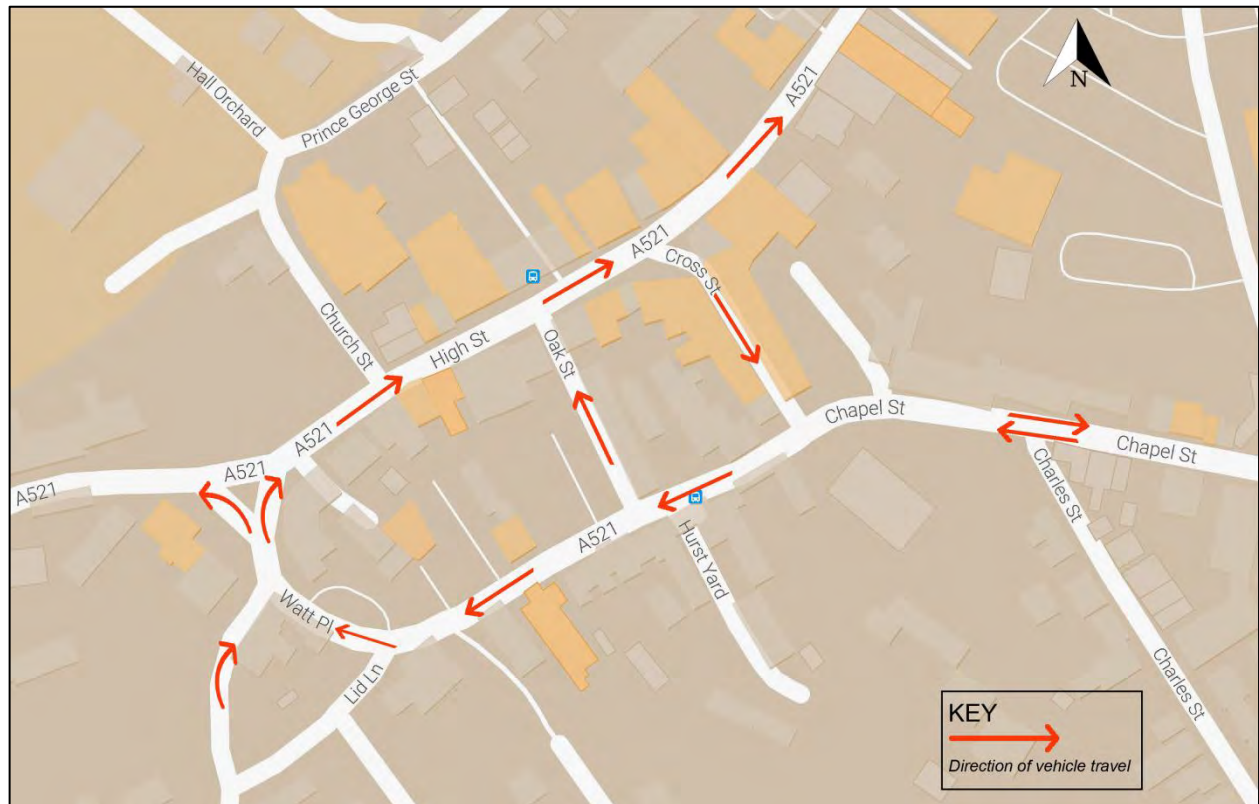 Hall Orchard
Prince George St
A521
N
A521
Cross St
Church St
High St
Oak St
A521
A521
A521
Chapel St
Chapel St
Charles St
A521
Hurst Yard
Watt Pl
Lid Ln
Charles St
KEY
Direction of vehicle travel